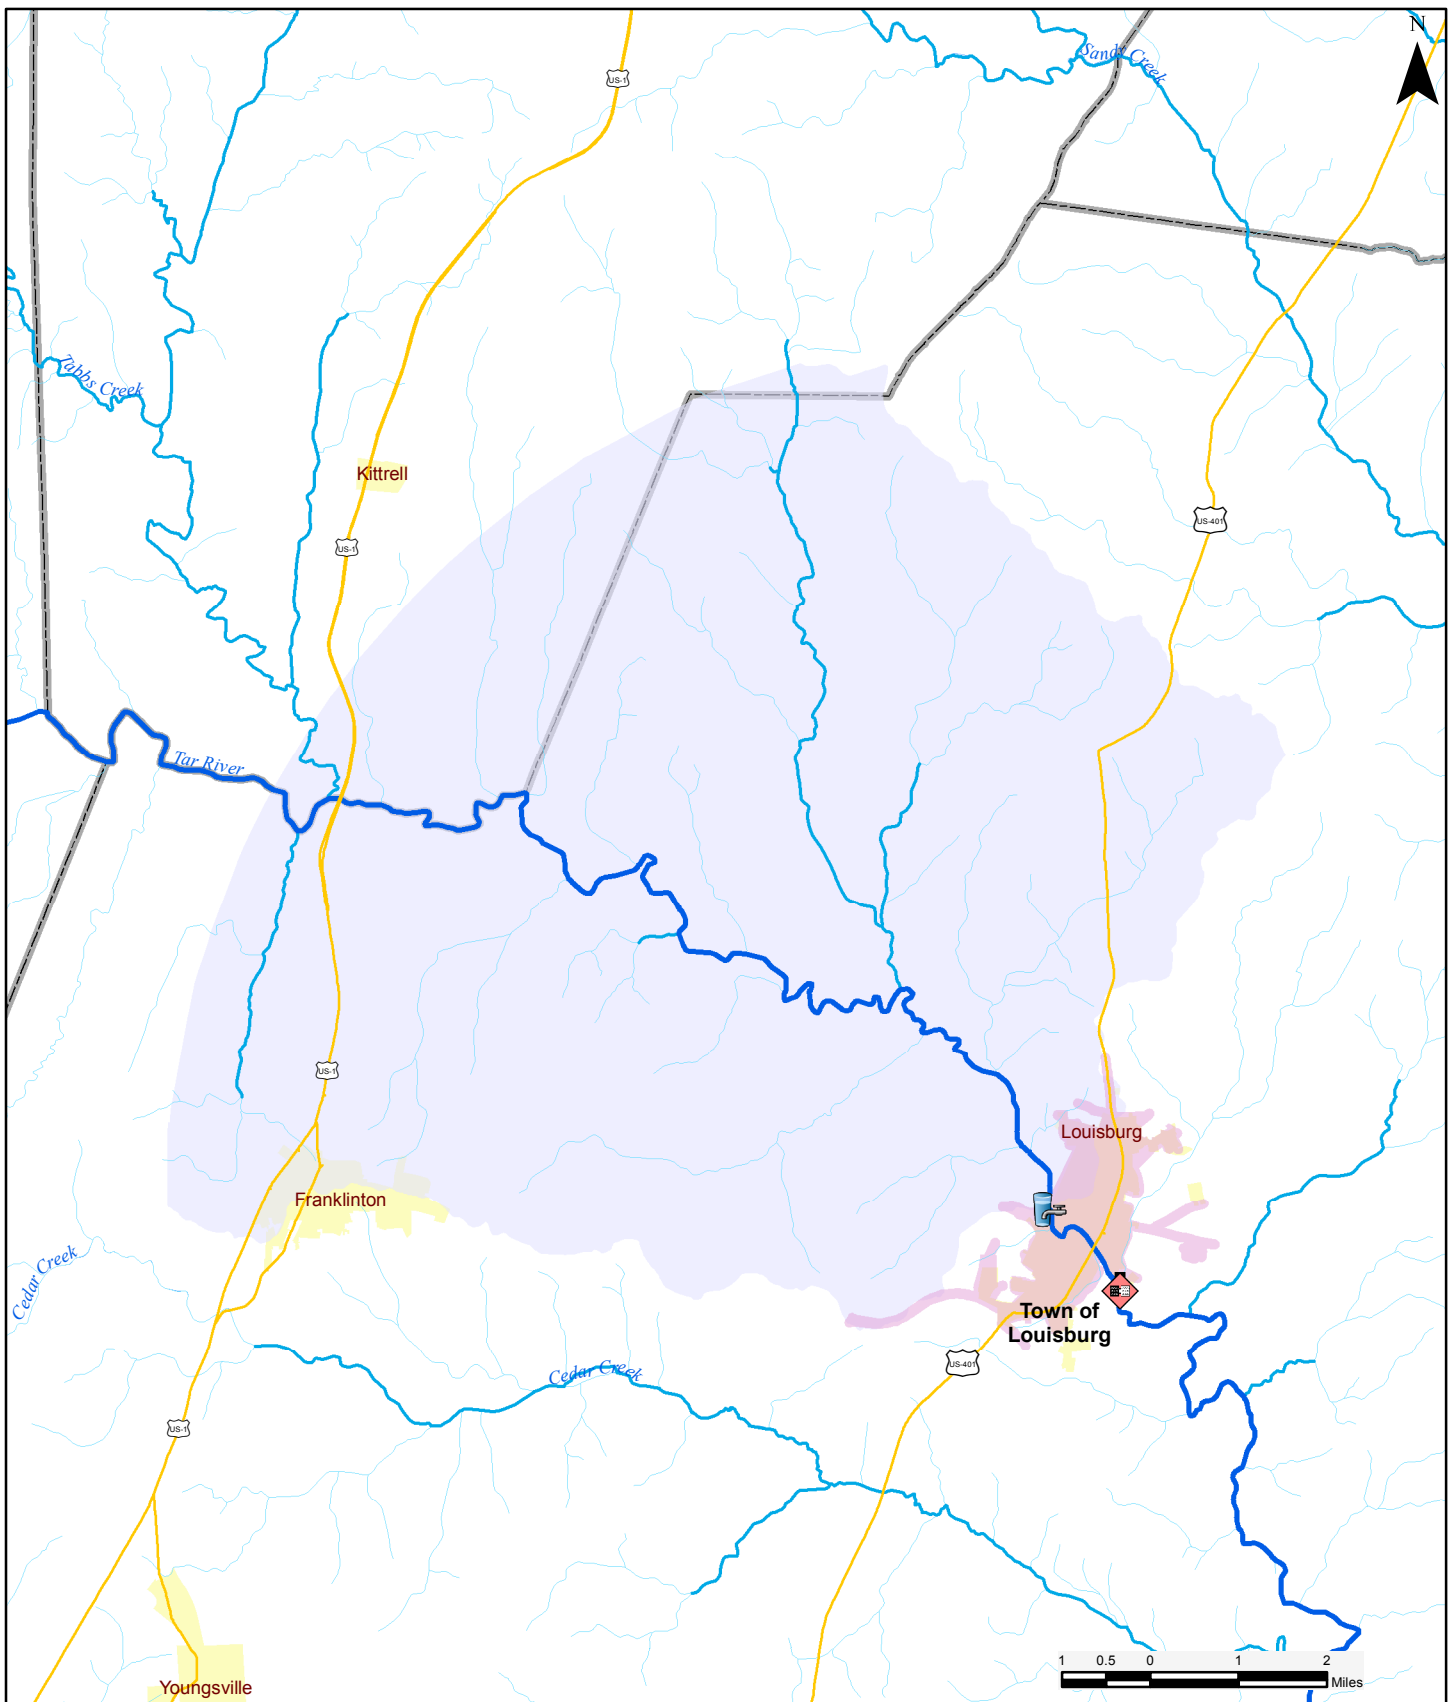 N
Sandy Creek
US-1
Tabbs Creek
Kittrell
US-401
US-1
Tar River
US-1
Louisburg
Franklinton
Cedar Creek
Town of
Louisburg
US-401
Cedar Creek
US-1
1 0.5 0 1 2
Miles
Youngsville